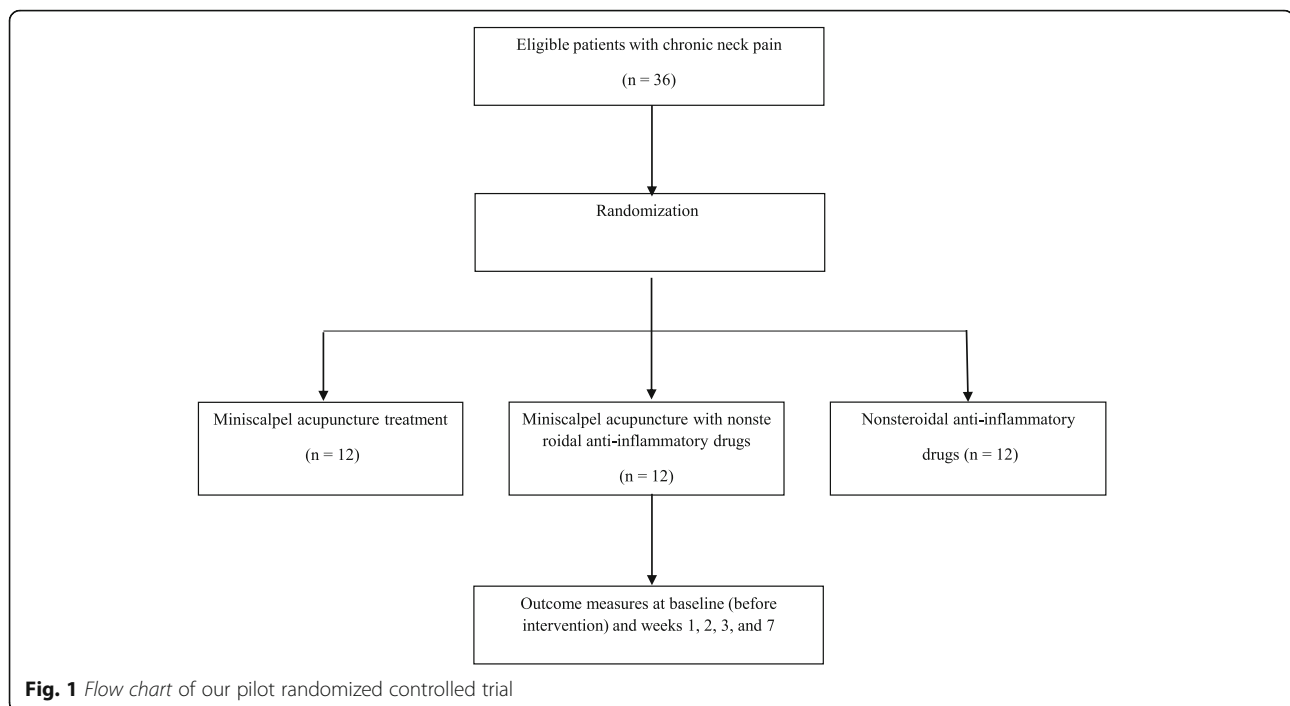 Eligible patients with chronic neck pain
(n = 36)
Randomization
Miniscalpel acupuncture treatment
(n = 12)
Miniscalpel acupuncture with nonste
roidal anti-inflammatory drugs
(n = 12)
Nonsteroidal anti-inflammatory
drugs (n = 12)
Outcome measures at baseline (before
intervention) and weeks 1, 2, 3, and 7
Fig. 1 Flow chart of our pilot randomized controlled trial